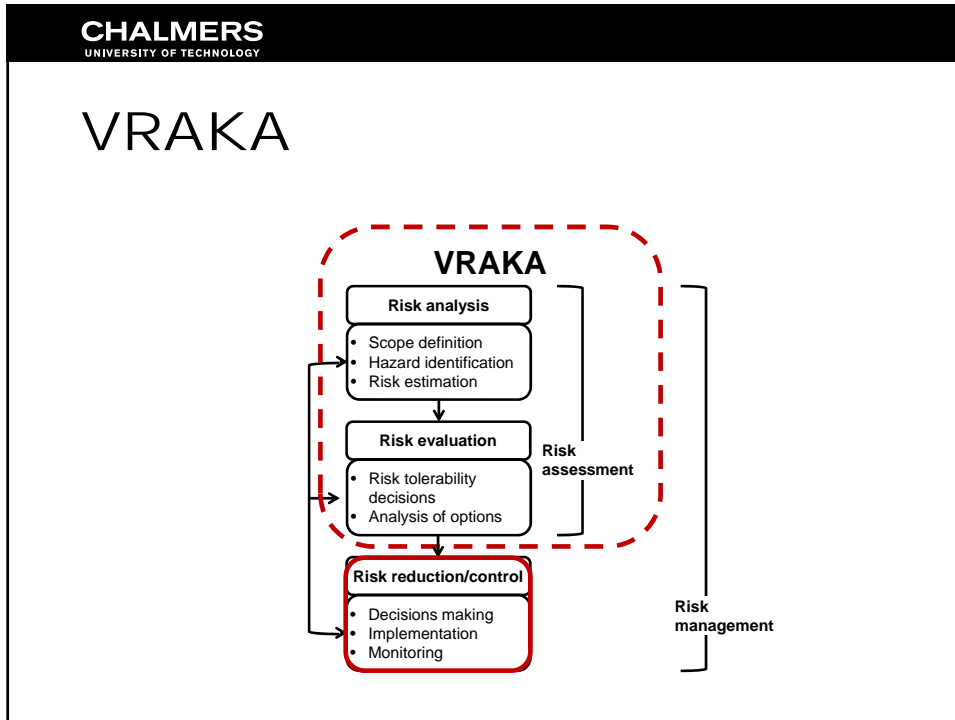 CHALMERS
UNIVERSITY OF TECHNOLOGY
VRAKA
VRAKA
Risk analysis
• Scope definition
• Hazard identification
• Risk estimation
Risk evaluation
• Risk tolerability
decisions
• Analysis of options
Risk
assessment
Risk reduction/control
• Decisions making
• Implementation
• Monitoring
Risk
management